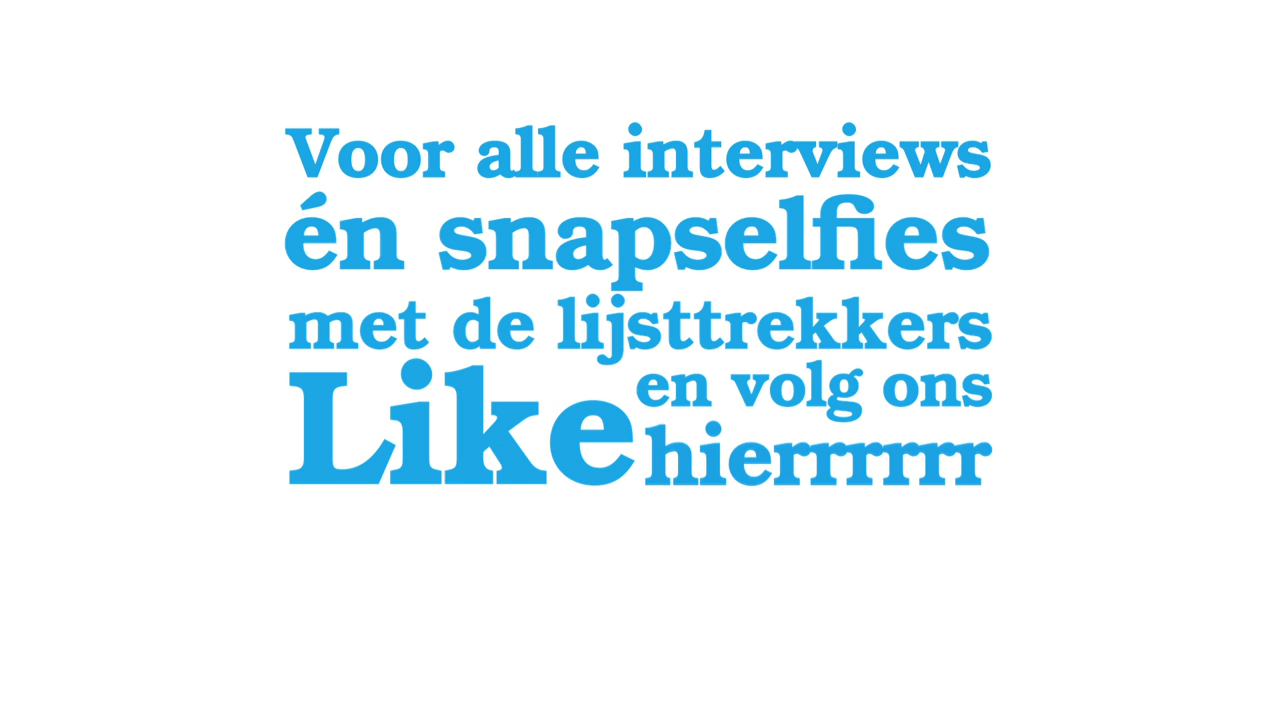 Voor alle interviews
én snapselfies
met de lijsttrekkers
Like en volg ons
hierrrrrr